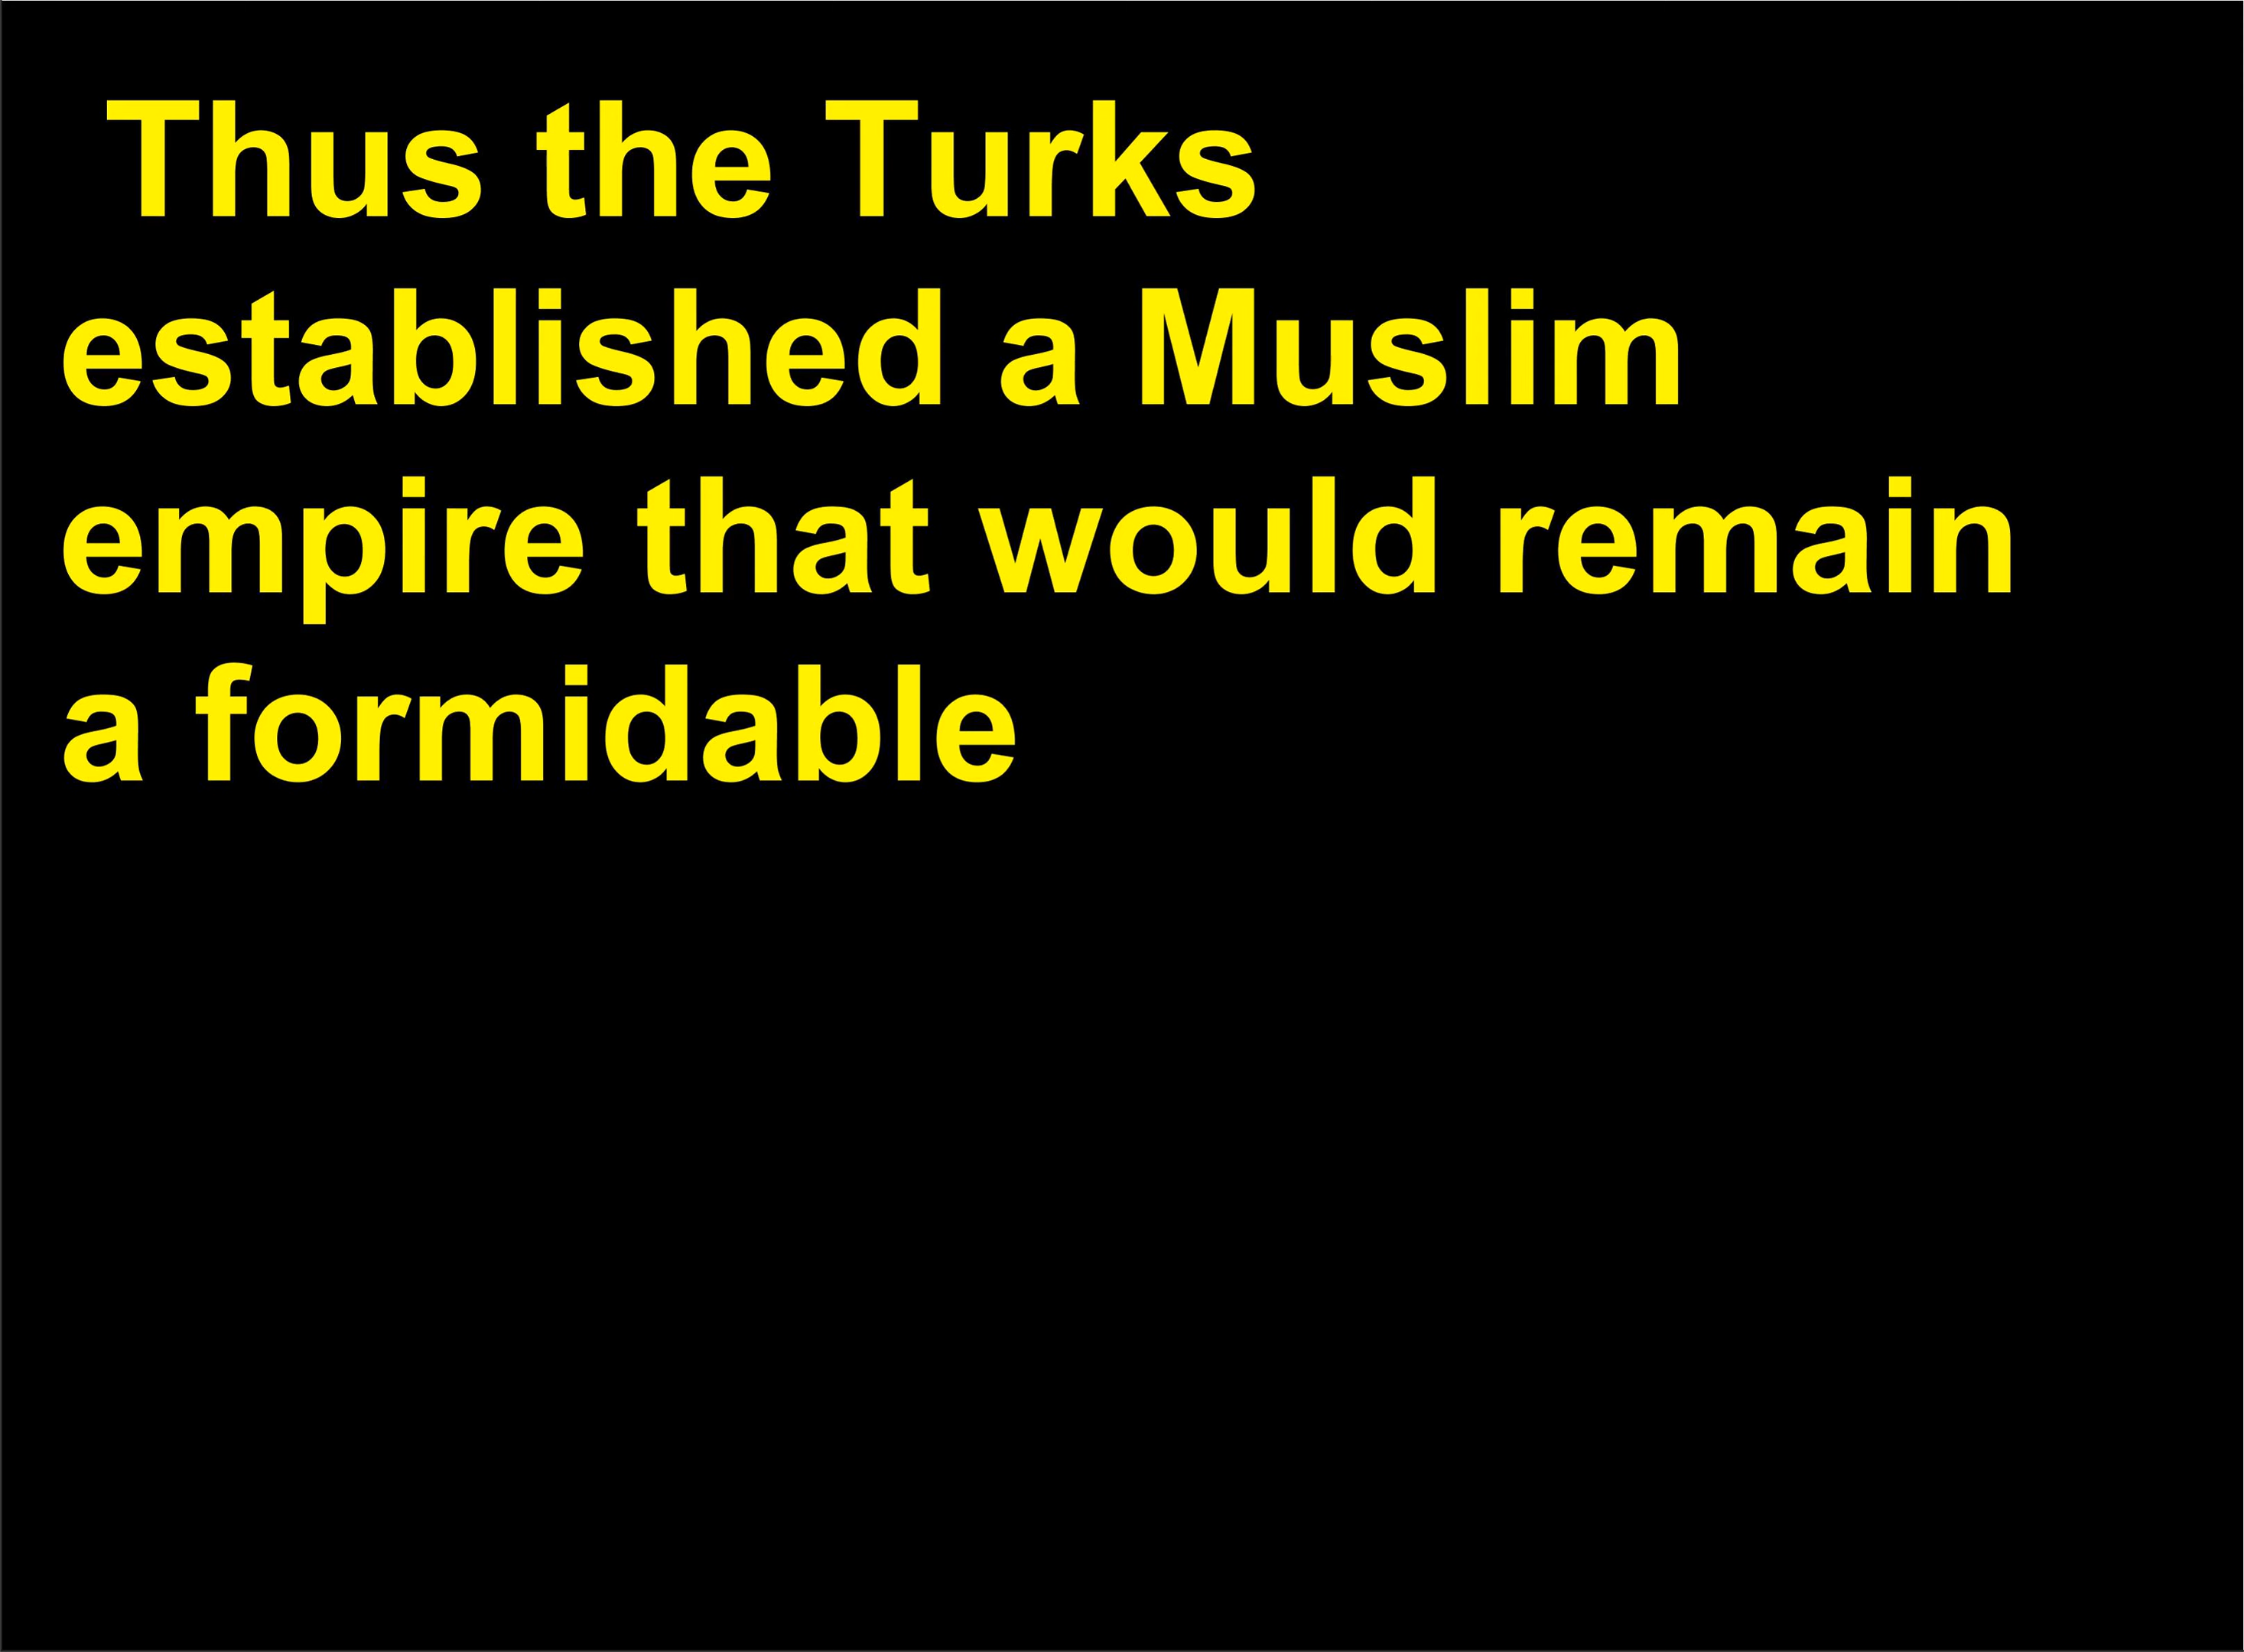 Thus the Turks
established a Muslim
empire that would remain
a formidable